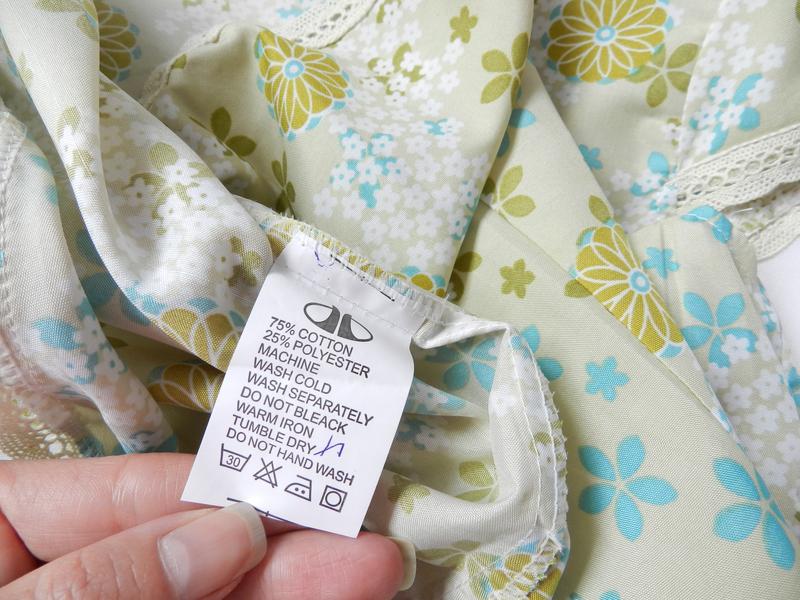 75% COTTON
25% POLYESTER
MACHINE
WASH COLD
WASH SEPARATELY
DO NOT BLEACK
WARM IRON
TUMBLE DRY
DO NOT HAND WASH
30